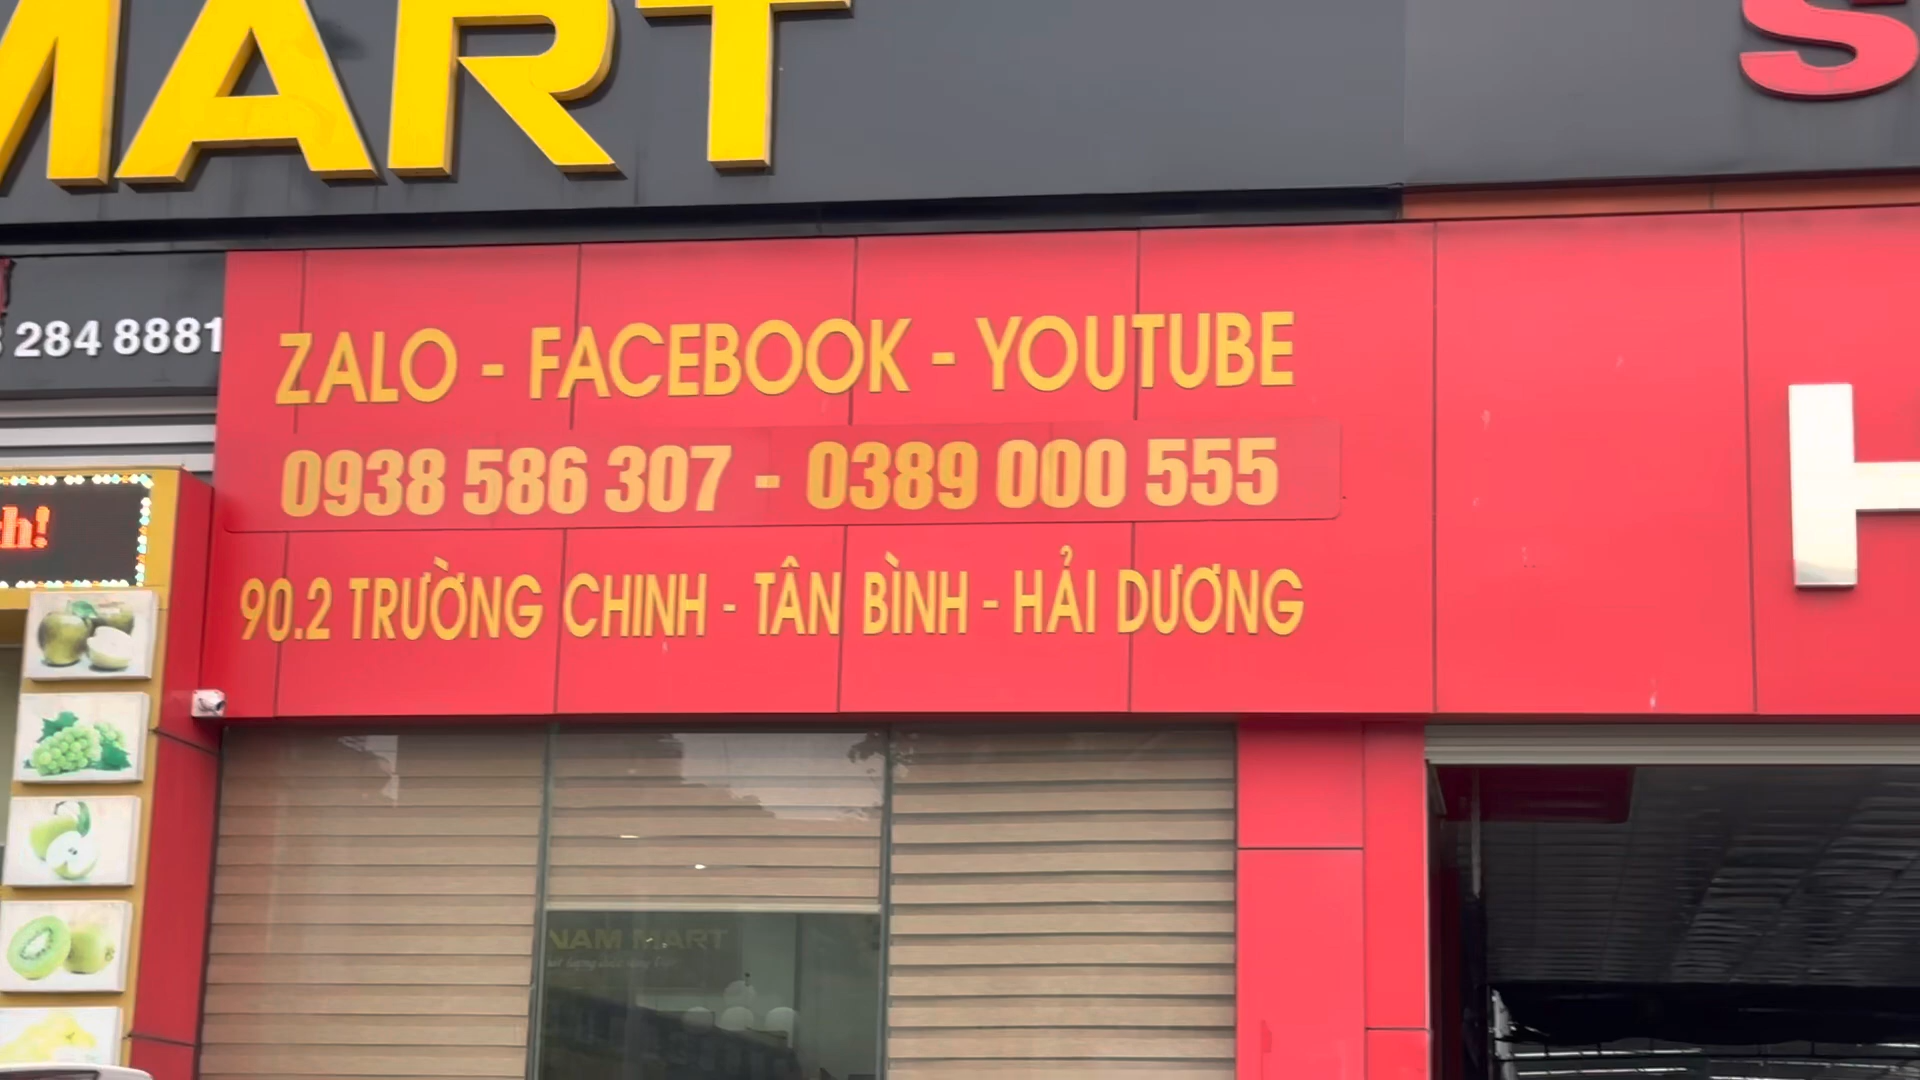 MART
S
284 8881
ZALO - FACEBOOK - YOUTUBE
0938 586 307 - 0389 000 555
90.2 TRƯỜNG CHINH - TÂN BÌNH - HẢI DƯƠNG
H
h!
NAM MART